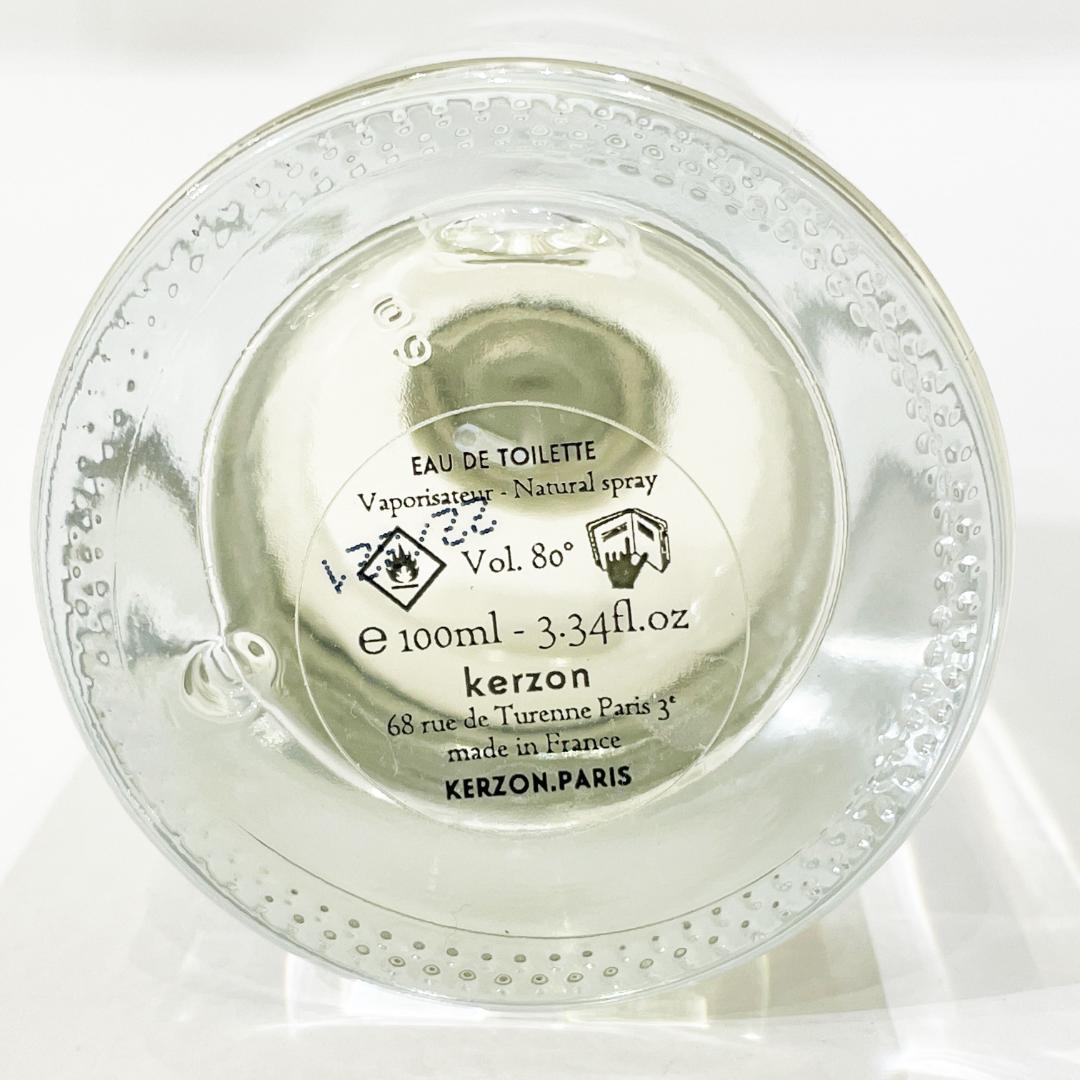 EAU DE TOILETTE
Vaporisateur - Natural spray
Vol. 80°
e 100ml - 3.34fl.oz
kerzon
68 rue de Turenne Paris 3e
made in France
KERZON.PARIS